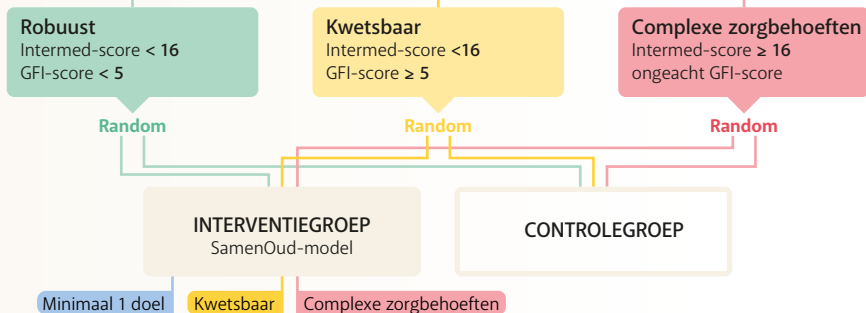 Robuust
Intermed-score < 16
GFI-score < 5
Kwetsbaar
Intermed-score <16
GFI-score ≥ 5
Complexe zorgbehoeften
Intermed-score ≥ 16
ongeacht GFI-score
Random
Random
Random
INTERVENTIEGROEP
SamenOud-model
CONTROLEGROEP
Minimaal 1 doel
Kwetsbaar
Complexe zorgbehoeften